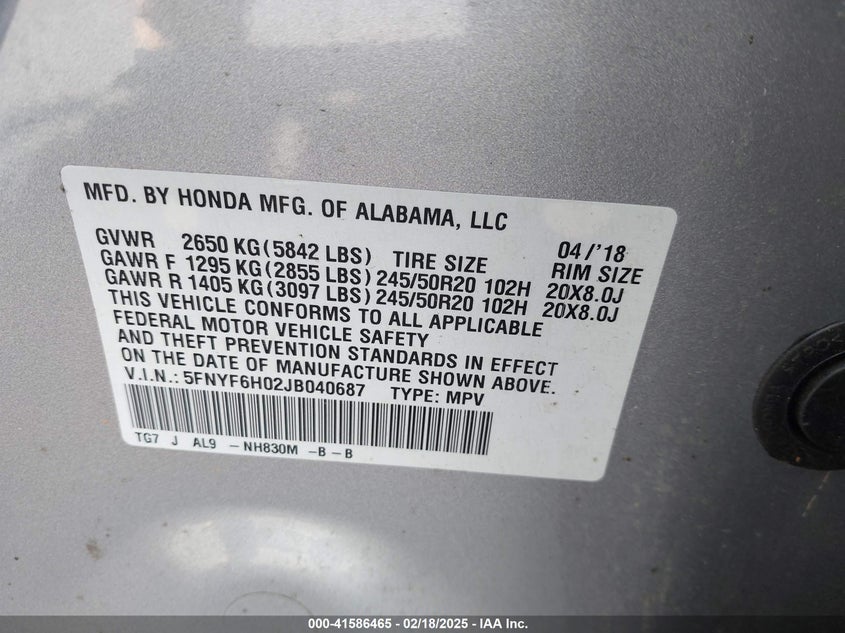 MFD. BY HONDA MFG. OF ALABAMA, LLC
GVWR 2650 KG (5842 LBS) TIRE SIZE 04/'18 RIM SIZE
GAWR F 1295 KG (2855 LBS) 245/50R20 102H 20X8.0J
GAWR R 1405 KG (3097 LBS) 245/50R20 102H 20X8.0J
THIS VEHICLE CONFORMS TO ALL APPLICABLE
FEDERAL MOTOR VEHICLE SAFETY
AND THEFT PREVENTION STANDARDS IN EFFECT
ON THE DATE OF MANUFACTURE SHOWN ABOVE.
V.I.N.: 5FNYF6H02JB040687 TYPE: MPV
TG7 J AL9 - NH830M -B - B
000-41586465 - 02/18/2025 - IAA Inc.